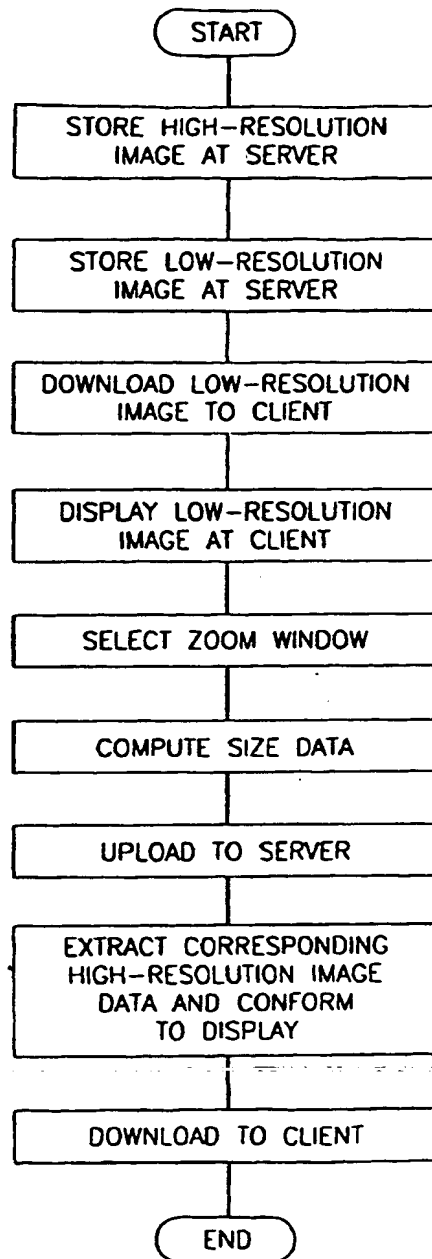 START
STORE HIGH-RESOLUTION
IMAGE AT SERVER
STORE LOW-RESOLUTION
IMAGE AT SERVER
DOWNLOAD LOW-RESOLUTION
IMAGE TO CLIENT
DISPLAY LOW-RESOLUTION
IMAGE AT CLIENT
SELECT ZOOM WINDOW
COMPUTE SIZE DATA
UPLOAD TO SERVER
EXTRACT CORRESPONDING
HIGH-RESOLUTION IMAGE
DATA AND CONFORM
TO DISPLAY
DOWNLOAD TO CLIENT
END